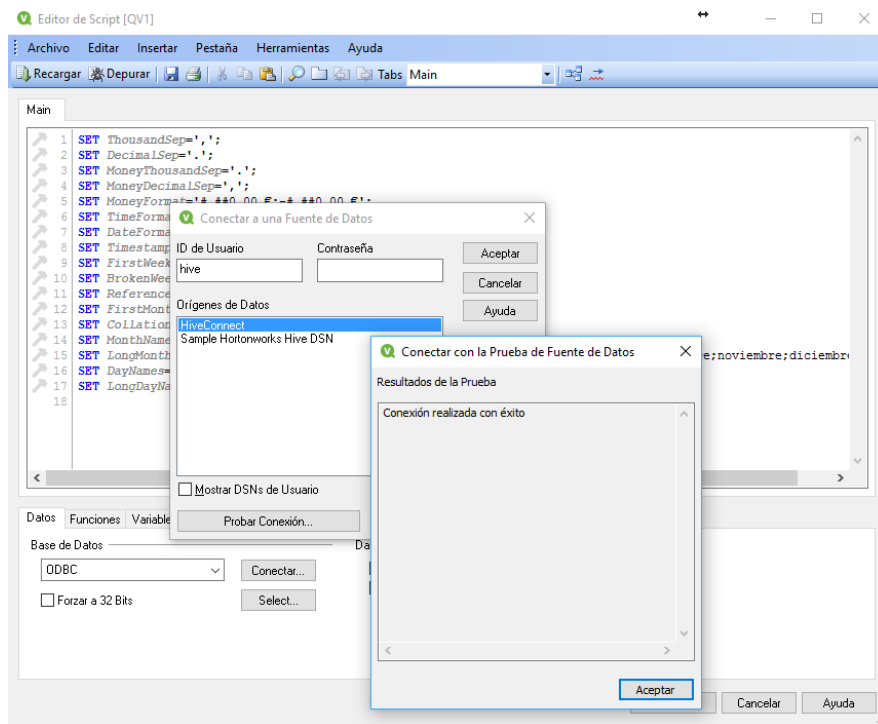 Editor de Script [QV1]
Archivo Editar Insertar Pestaña Herramientas Ayuda
Recargar Depurar Tabs Main
Main
1 SET ThousandSep=',';
2 SET DecimalSep='.';
3 SET MoneyThousandSep='.';
4 SET MoneyDecimalSep=',';
5 SET MoneyFormat='#.##0,00 €;-#.##0,00 €';
6 SET TimeForma
7 SET DateForma
8 SET Timestamp
9 SET FirstWeek
10 SET BrokenWee
11 SET Reference
12 SET FirstMont
13 SET Collation
14 SET MonthName
15 SET LongMonth e;noviembre;diciembre
16 SET DayNames=
17 SET LongDayNa
18
Conectar a una Fuente de Datos
ID de Usuario Contraseña
hive
Aceptar
Cancelar
Ayuda
Orígenes de Datos
HiveConnect
Sample Hortonworks Hive DSN
Mostrar DSNs de Usuario
Probar Conexión...
Conectar con la Prueba de Fuente de Datos
Resultados de la Prueba
Conexión realizada con éxito
Aceptar
Datos Funciones Variable
Base de Datos Da
ODBC Conectar...
Forzar a 32 Bits Select...
Cancelar Ayuda